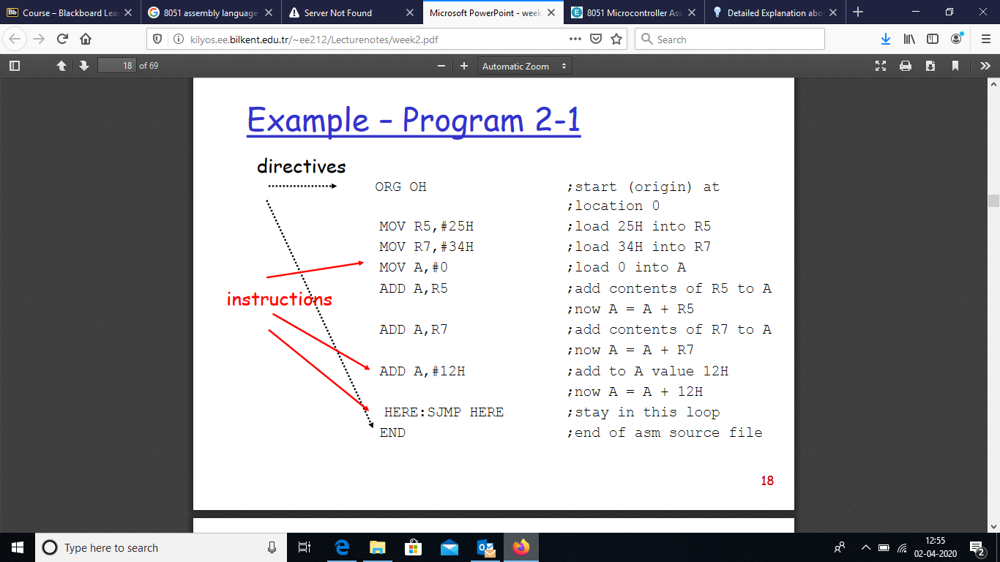 Course – Blackboard Lear
8051 assembly language
Server Not Found
Microsoft PowerPoint - week
8051 Microcontroller Ass
Detailed Explanation abo
kilyos.ee.bilkent.edu.tr/~ee212/Lecturenotes/week2.pdf
Search
18 of 69
Automatic Zoom
Example – Program 2-1
directives
ORG OH ;start (origin) at
;location 0
MOV R5,#25H ;load 25H into R5
MOV R7,#34H ;load 34H into R7
MOV A,#0 ;load 0 into A
ADD A,R5 ;add contents of R5 to A
instructions
;now A = A + R5
ADD A,R7 ;add contents of R7 to A
;now A = A + R7
ADD A,#12H ;add to A value 12H
;now A = A + 12H
HERE:SJMP HERE ;stay in this loop
END ;end of asm source file
18
Type here to search
12:55
02-04-2020
2